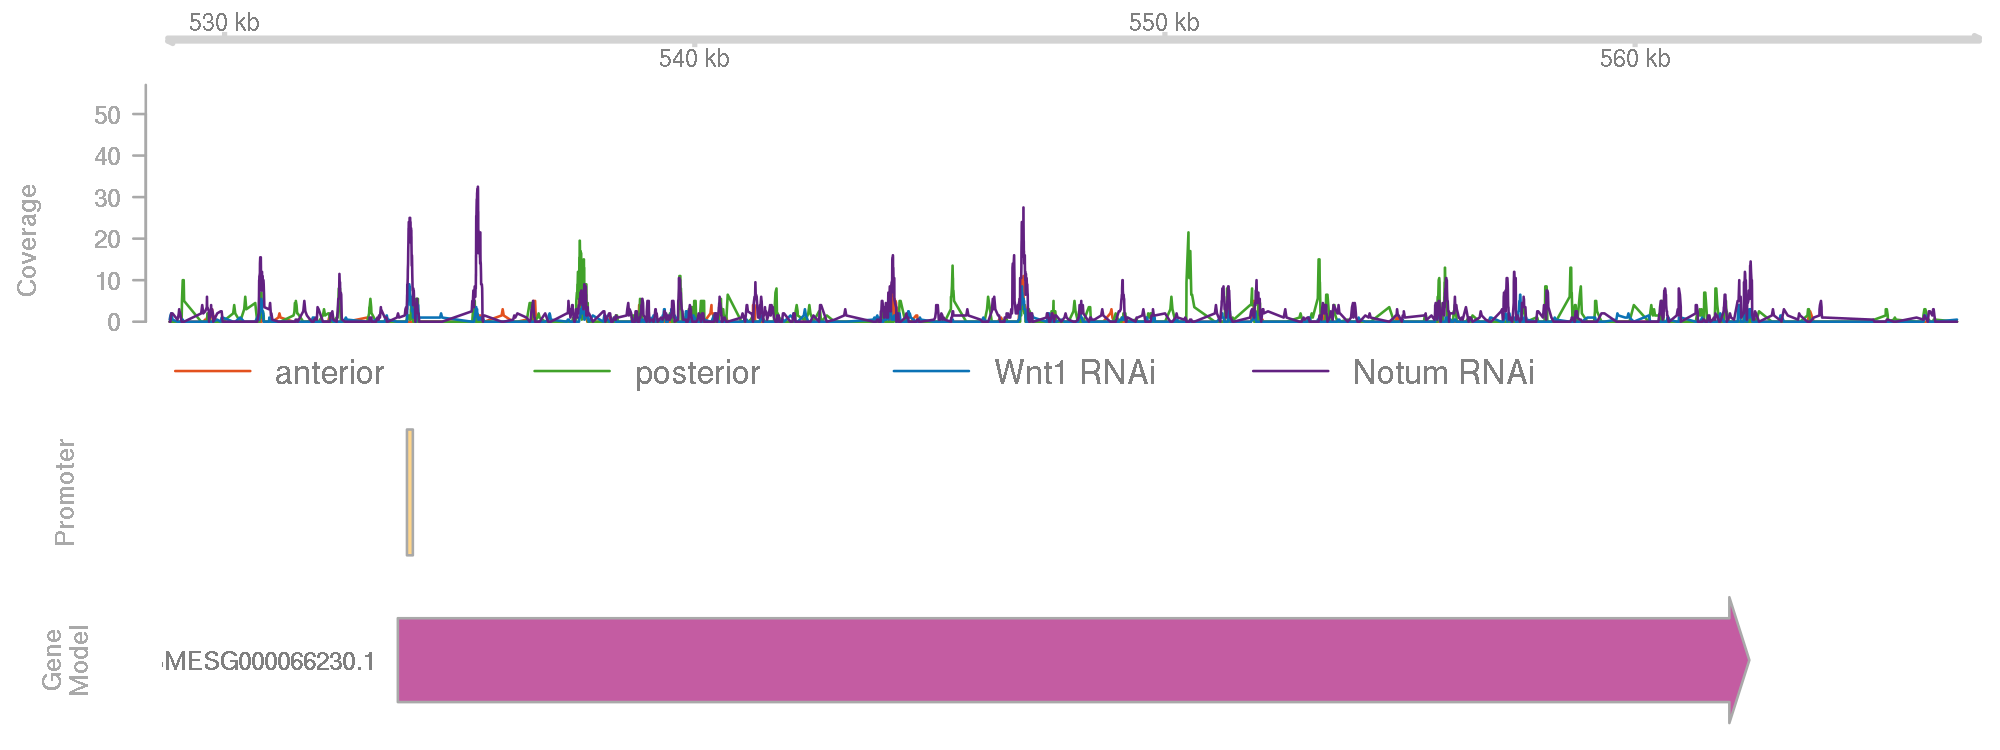 530 kb
550 kb
540 kb
560 kb
Coverage
50
40
30
20
10
0
anterior
posterior
Wnt1 RNAi
Notum RNAi
Promoter
Gene
Model
MESG000066230.1